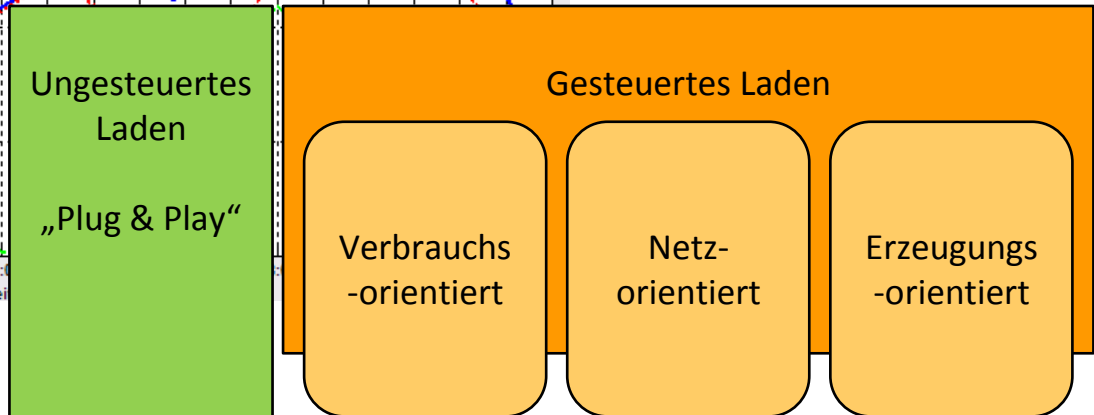 Ungesteuertes
Laden
„Plug & Play“
Gesteuertes Laden
Verbrauchs
-orientiert
Netz-
orientiert
Erzeugungs
-orientiert